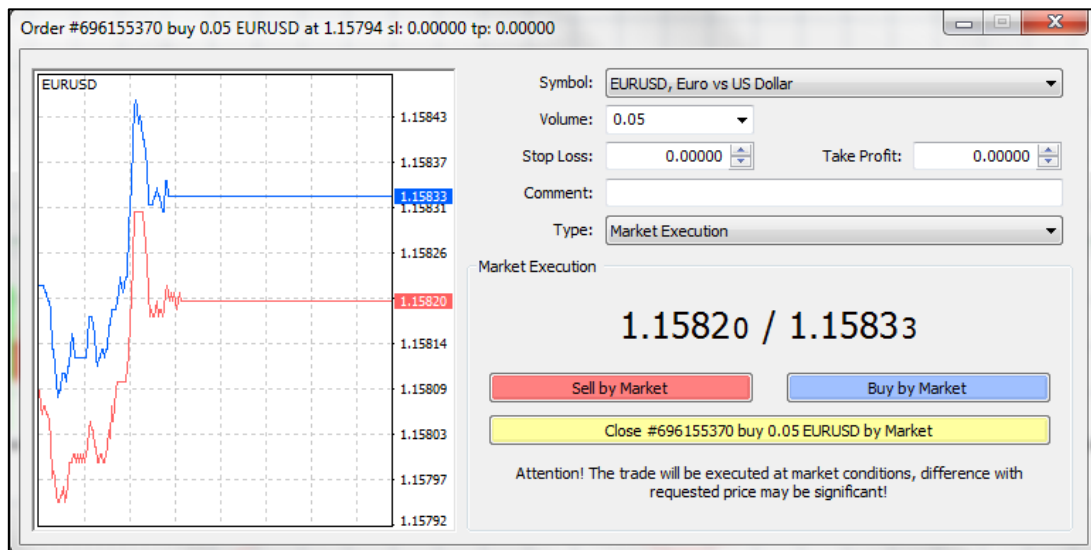 Order #696155370 buy 0.05 EURUSD at 1.15794 sl: 0.00000 tp: 0.00000
EURUSD
1.15843
1.15837
1.15833
1.15831
1.15826
1.15820
1.15814
1.15809
1.15803
1.15797
1.15792
Symbol: EURUSD, Euro vs US Dollar
Volume: 0.05
Stop Loss: 0.00000 Take Profit: 0.00000
Comment:
Type: Market Execution
Market Execution
1.15820 / 1.15833
Sell by Market Buy by Market
Close #696155370 buy 0.05 EURUSD by Market
Attention! The trade will be executed at market conditions, difference with
requested price may be significant!